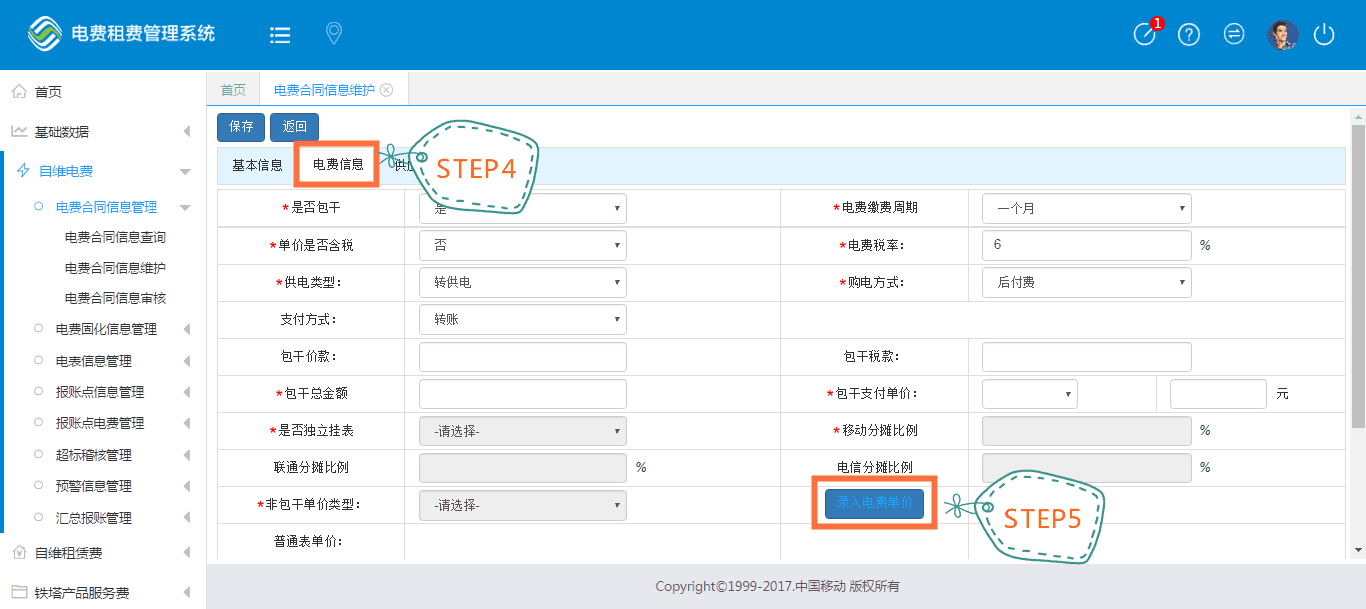 电费租费管理系统
1
首页
基础数据
自维电费
电费合同信息管理
电费合同信息查询
电费合同信息维护
电费合同信息审核
电费固化信息管理
电表信息管理
报账点信息管理
报账点电费管理
超标稽核管理
预警信息管理
汇总报账管理
自维租赁费
铁塔产品服务费
首页 电费合同信息维护
保存 返回
基本信息 电费信息
STEP4
*是否包干 是 *电费缴费周期 一个月
*单价是否含税 否 *电费税率: 6 %
*供电类型: 转供电 *购电方式: 后付费
支付方式: 转账
包干价款: 包干税款:
*包干总金额 *包干支付单价: 元
*是否独立挂表 -请选择- *移动分摊比例 %
联通分摊比例 % 电信分摊比例 %
*非包干单价类型: -请选择- 录入电费单价
STEP5
普通表单价:
Copyright©1999-2017.中国移动 版权所有